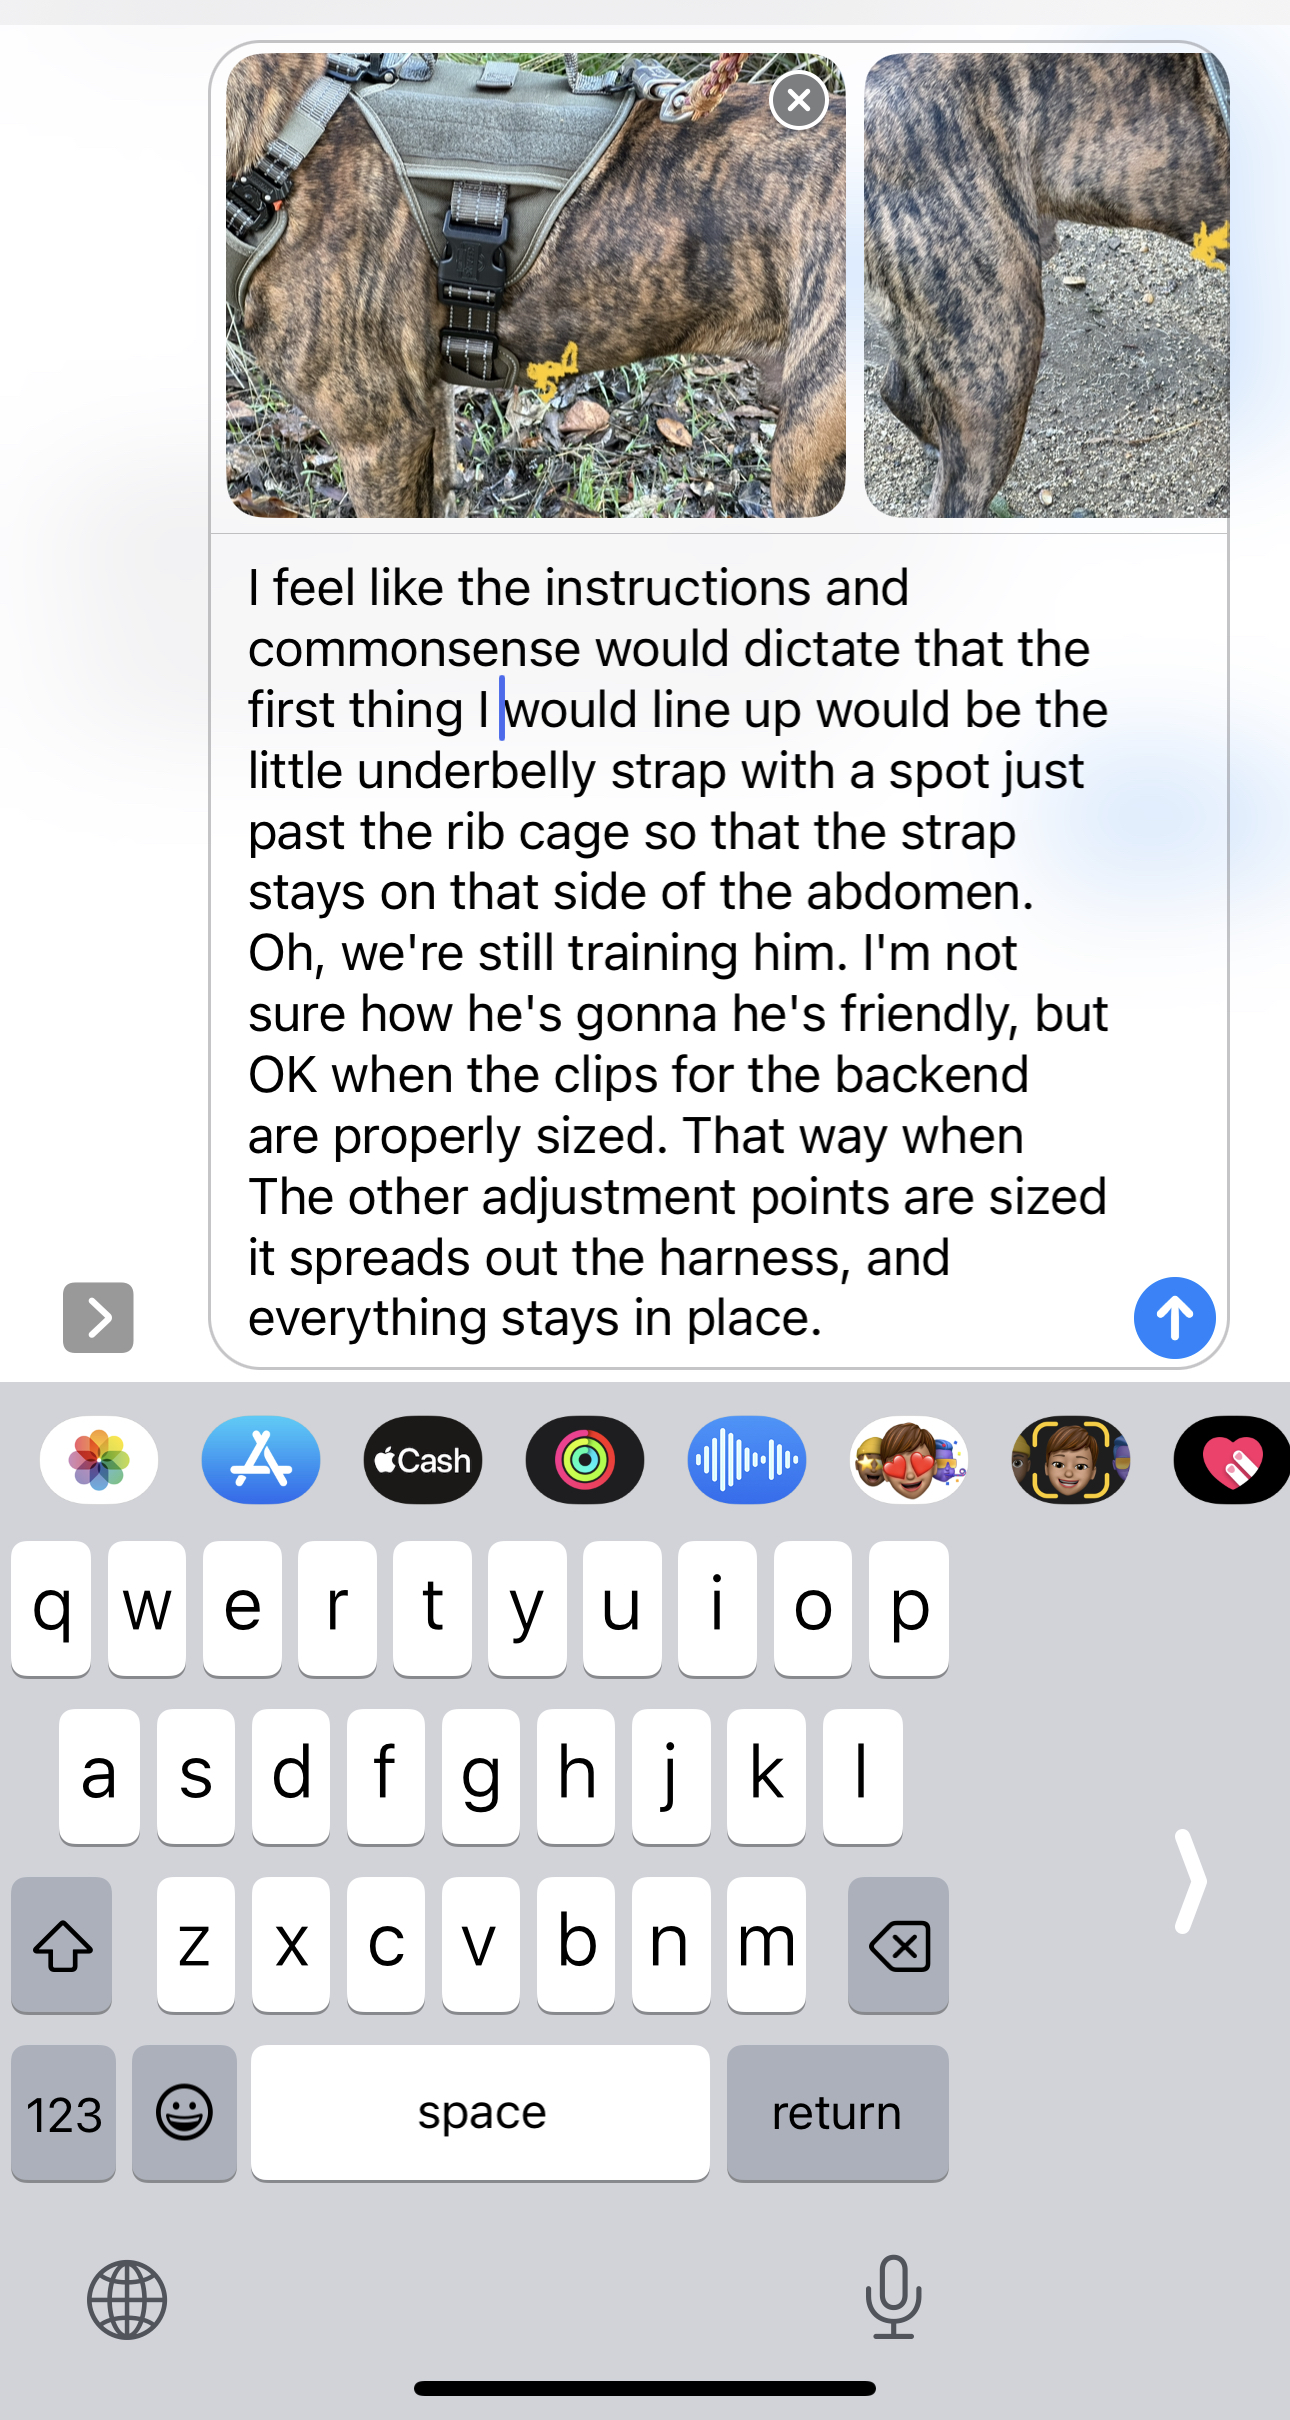 I feel like the instructions and
commonsense would dictate that the
first thing I would line up would be the
little underbelly strap with a spot just
past the rib cage so that the strap
stays on that side of the abdomen.
Oh, we're still training him. I'm not
sure how he's gonna he's friendly, but
OK when the clips for the backend
are properly sized. That way when
The other adjustment points are sized
it spreads out the harness, and
everything stays in place.
Cash
q w e r t y u i o p
a s d f g h j k l
z x c v b n m
123 space return